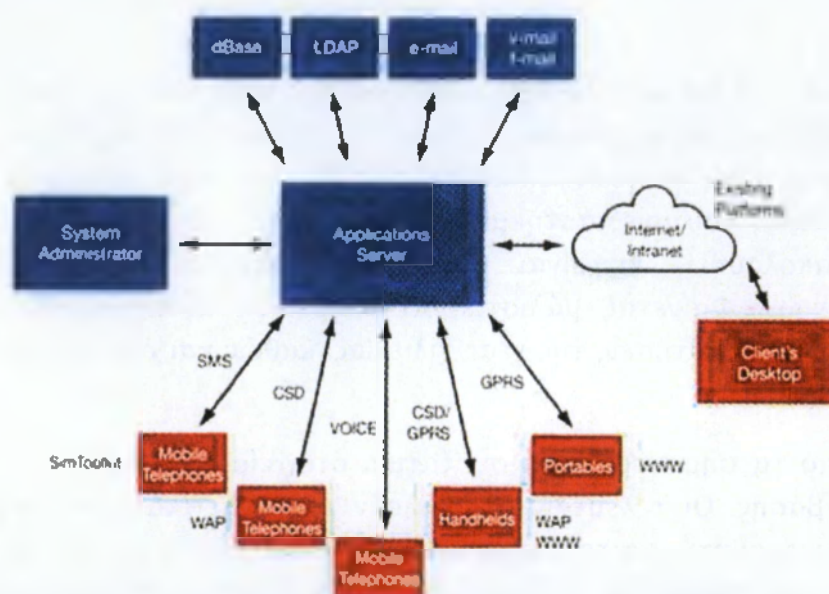 dBase
LDAP
e-mail
v-mail
f-mail
System
Administrator
Applications
Server
Internet/
Intranet
Existing
Platforms
Client's
Desktop
SMS
CSD
VOICE
CSD/
GPRS
GPRS
SimToolkit
Mobile
Telephones
WAP
Mobile
Telephones
Mobile
Telephones
Handhelds
WAP
WWW
Portables
WWW